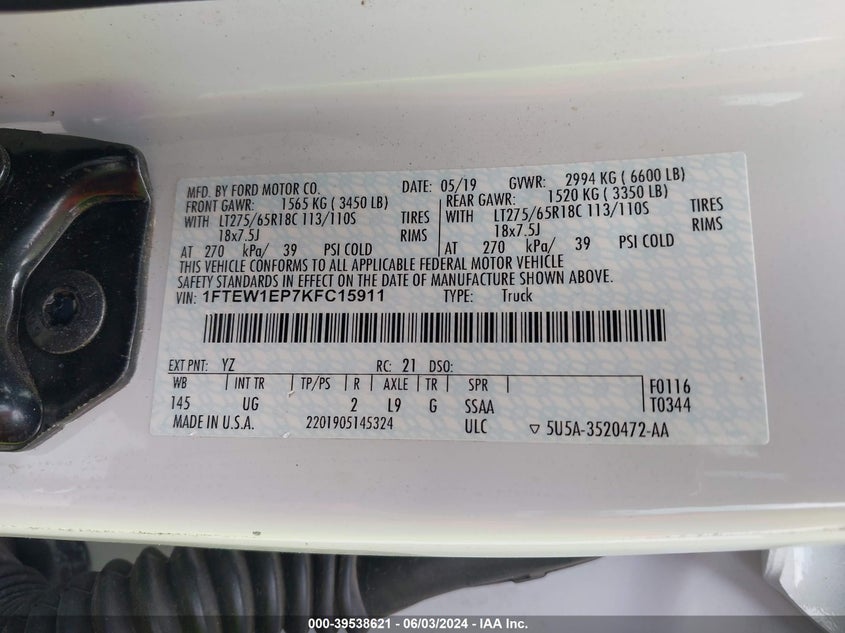 MFD. BY FORD MOTOR CO. DATE: 05/19 GVWR: 2994 KG ( 6600 LB)
FRONT GAWR: 1565 KG ( 3450 LB) REAR GAWR: 1520 KG ( 3350 LB)
WITH LT275/65R18C 113/110S TIRES WITH LT275/65R18C 113/110S TIRES
18x7.5J RIMS 18x7.5J RIMS
AT 270 kPa/ 39 PSI COLD AT 270 kPa/ 39 PSI COLD
THIS VEHICLE CONFORMS TO ALL APPLICABLE FEDERAL MOTOR VEHICLE
SAFETY STANDARDS IN EFFECT ON THE DATE OF MANUFACTURE SHOWN ABOVE.
VIN: 1FTEW1EP7KFC15911 TYPE: Truck
EXT PNT: YZ RC: 21 DSO:
WB INT TR TP/PS R AXLE TR SPR F0116
145 UG 2 L9 G SSAA T0344
MADE IN U.S.A. 2201905145324 ULC ▽ 5U5A-3520472-AA
000-39538621 - 06/03/2024 - IAA Inc.